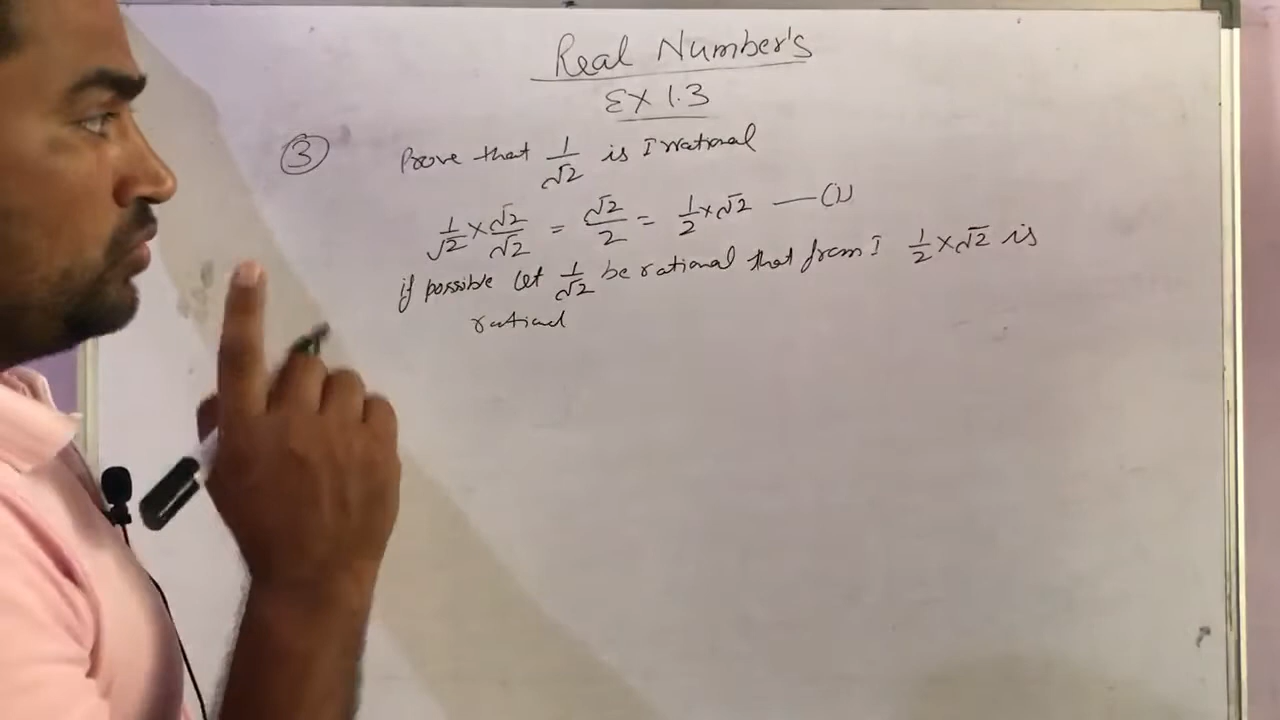 Real Number's
EX 1.3
③ Prove that 1/√2 is Irrational
1/√2 × √2/√2 = √2/2 = 1/2 × √2 —(1)
if possible let 1/√2 be rational that from I 1/2 × √2 is
rational